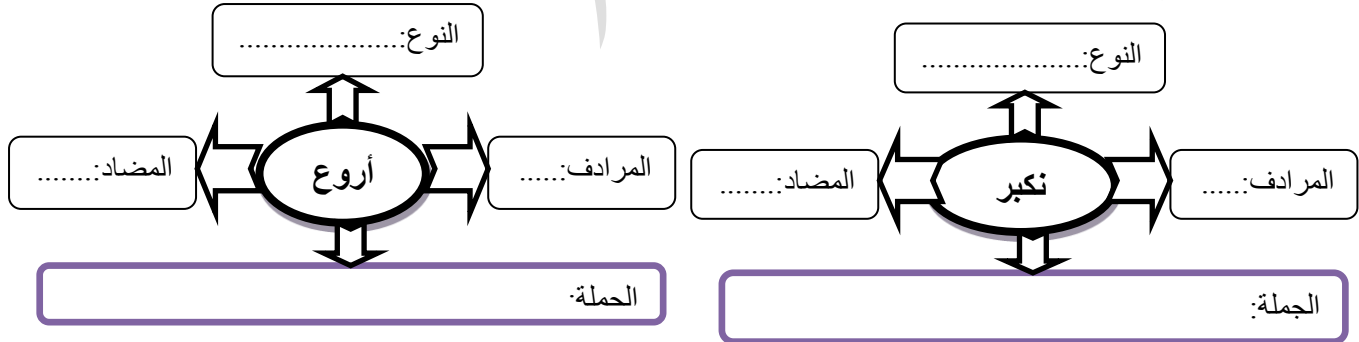 النوع:....................
المرادف:.....
نكبر
المضاد:.......
الجملة:
النوع:....................
المرادف:.....
أروع
المضاد:.......
الحملة: